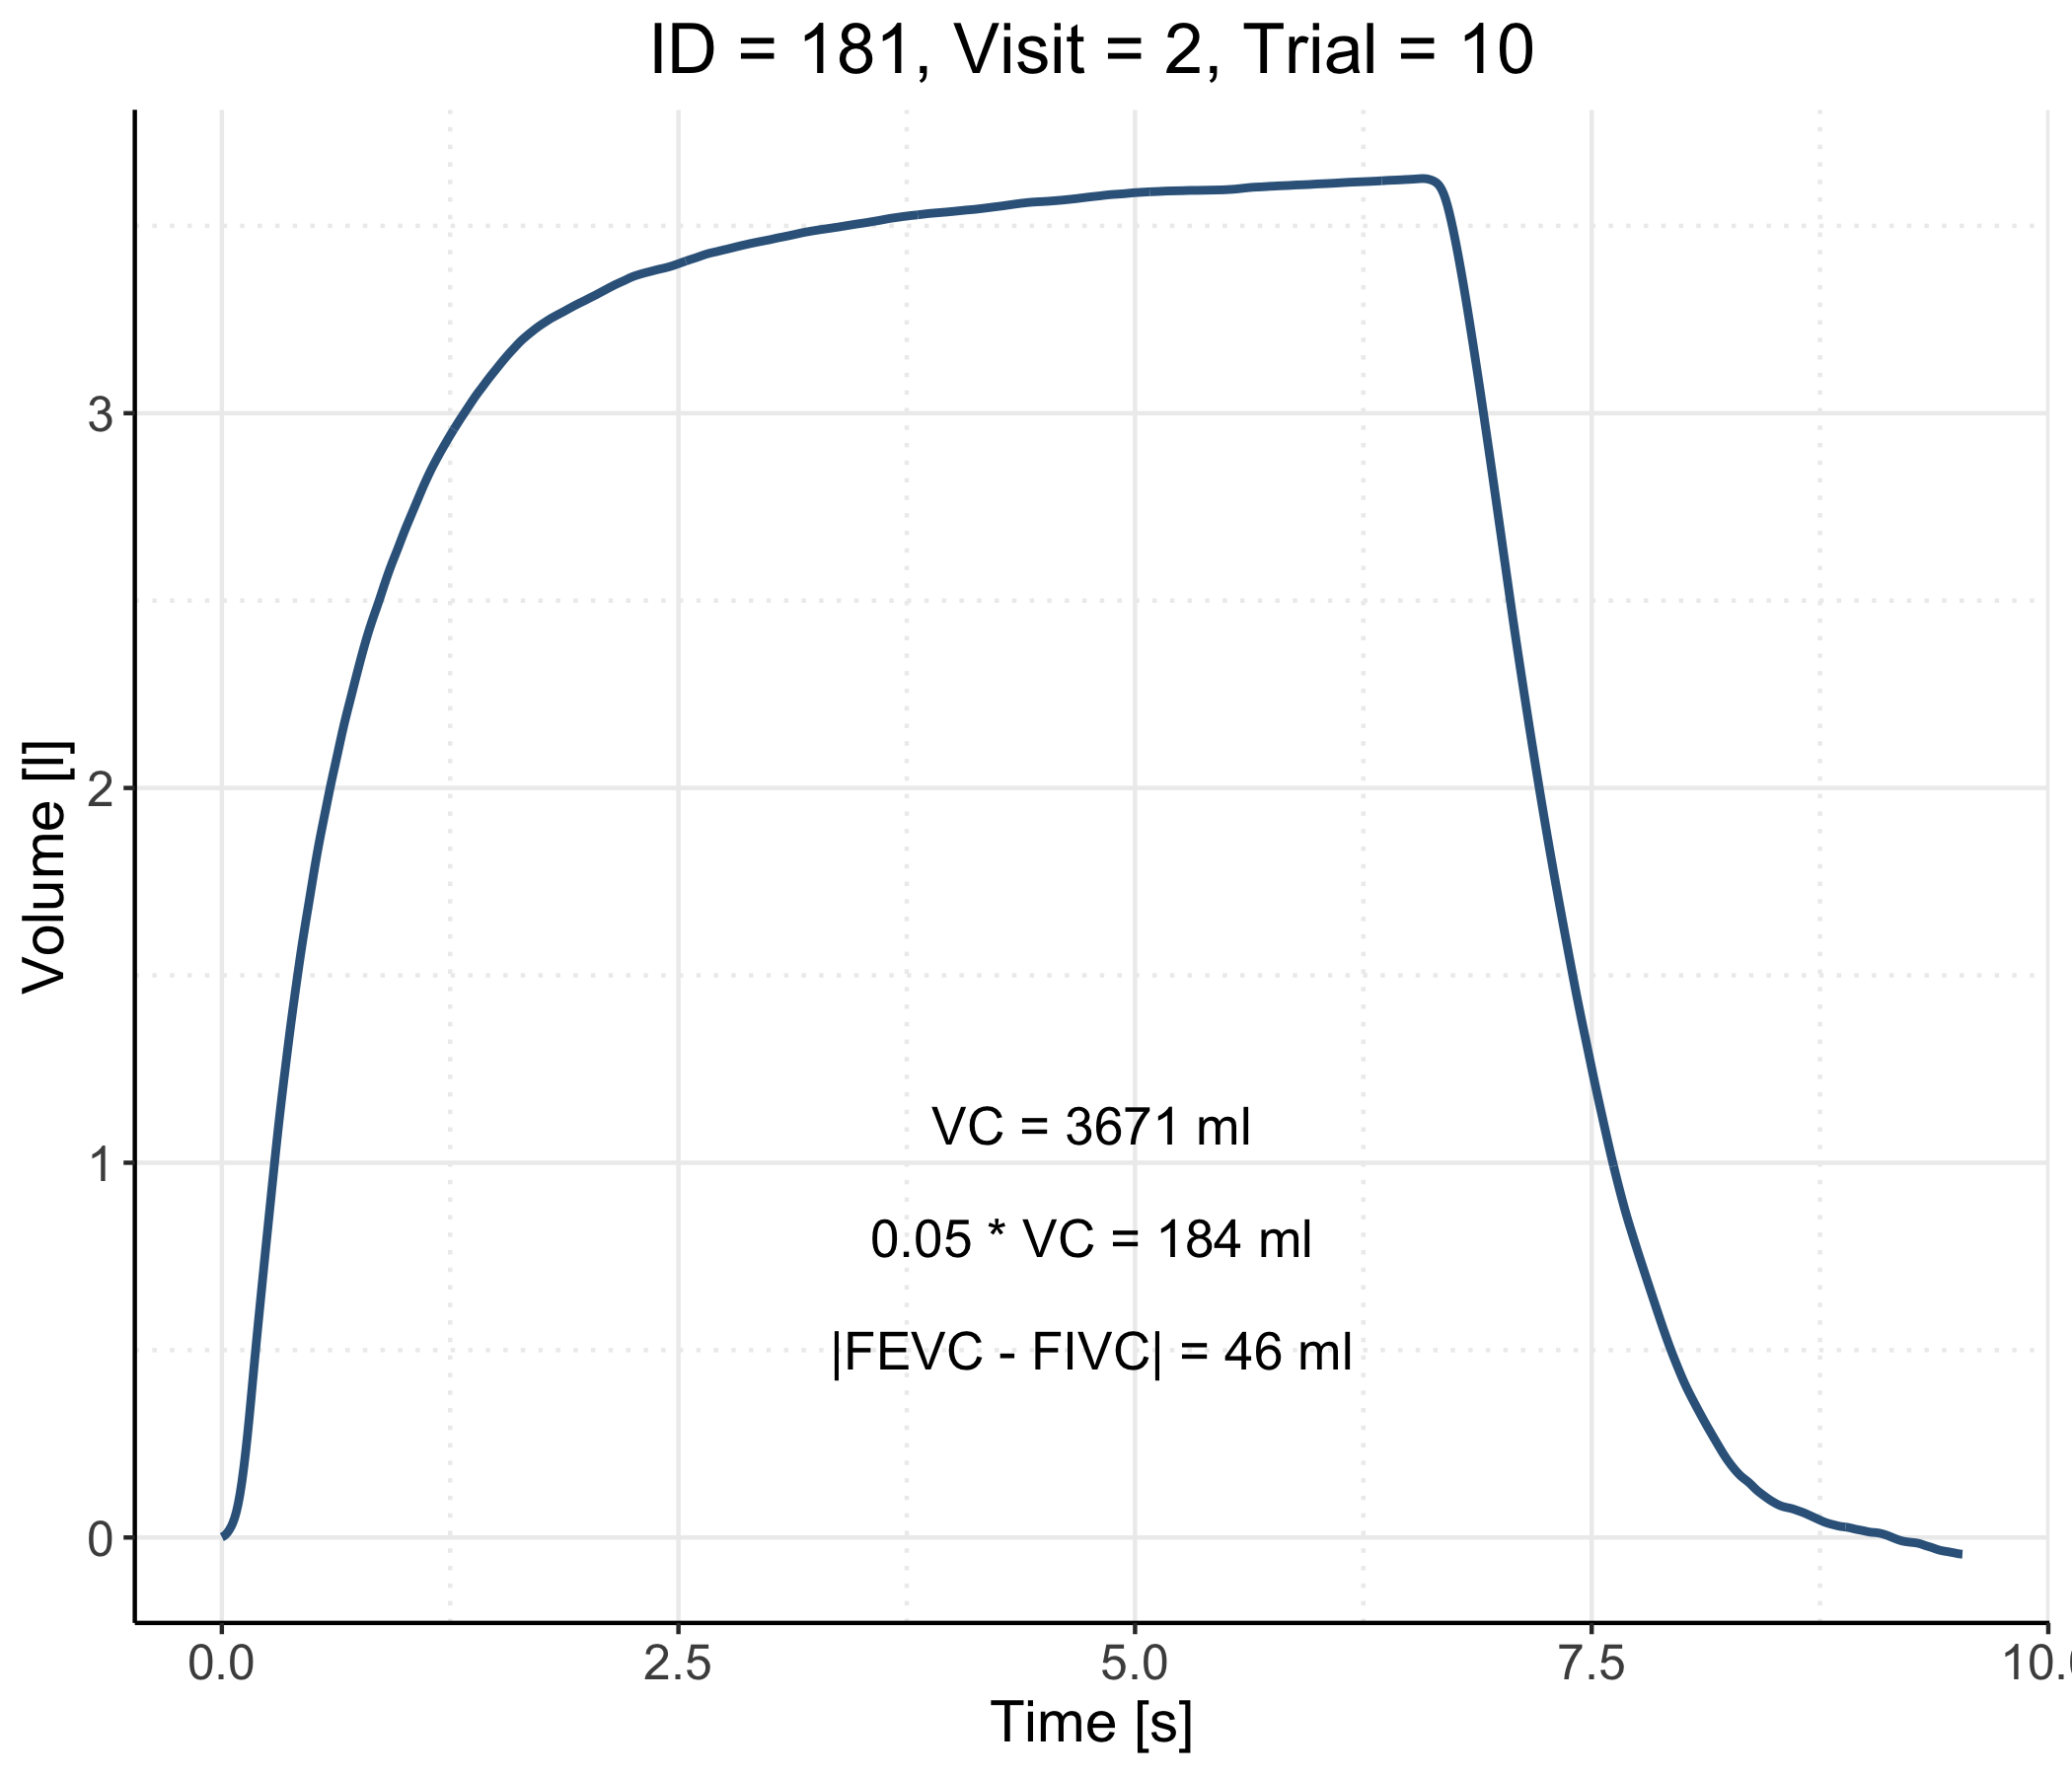 ID = 181, Visit = 2, Trial = 10
Volume [l]
3
2
1
0
VC = 3671 ml
0.05 * VC = 184 ml
|FEVC - FIVC| = 46 ml
0.0 2.5 5.0 7.5 10.
Time [s]